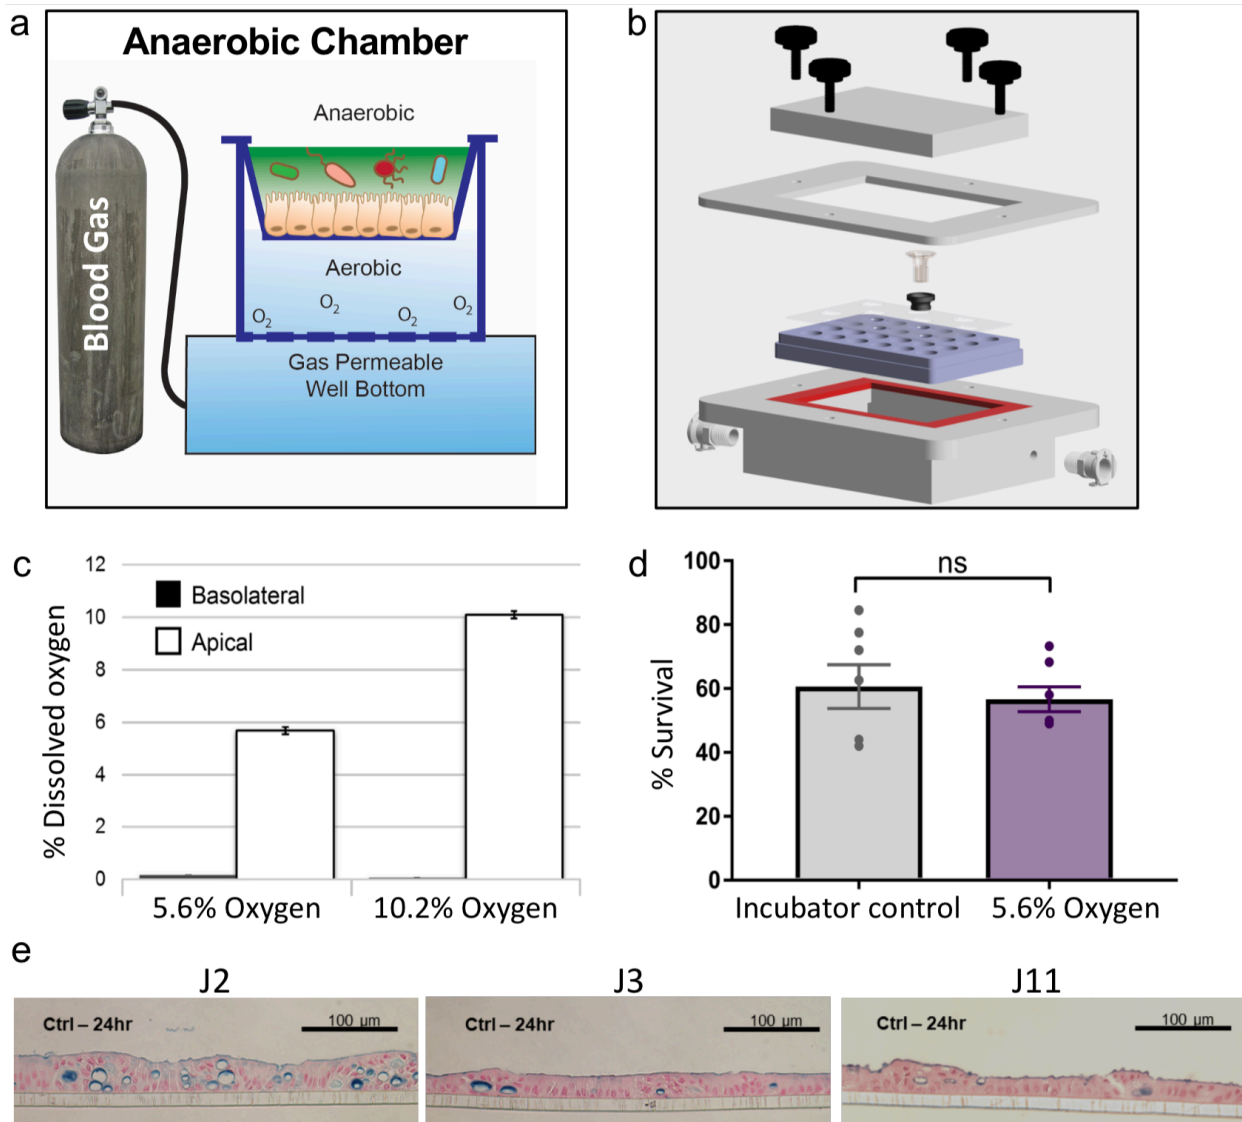 a
Anaerobic Chamber
Blood Gas
Anaerobic
Aerobic
O2
O2
O2
O2
Gas Permeable
Well Bottom
b
c
% Dissolved oxygen
12
10
8
6
4
2
0
Basolateral
Apical
5.6% Oxygen
10.2% Oxygen
d
% Survival
100
80
60
40
20
0
ns
Incubator control
5.6% Oxygen
e
J2
Ctrl – 24hr
100 µm
J3
Ctrl – 24hr
100 µm
J11
Ctrl – 24hr
100 µm